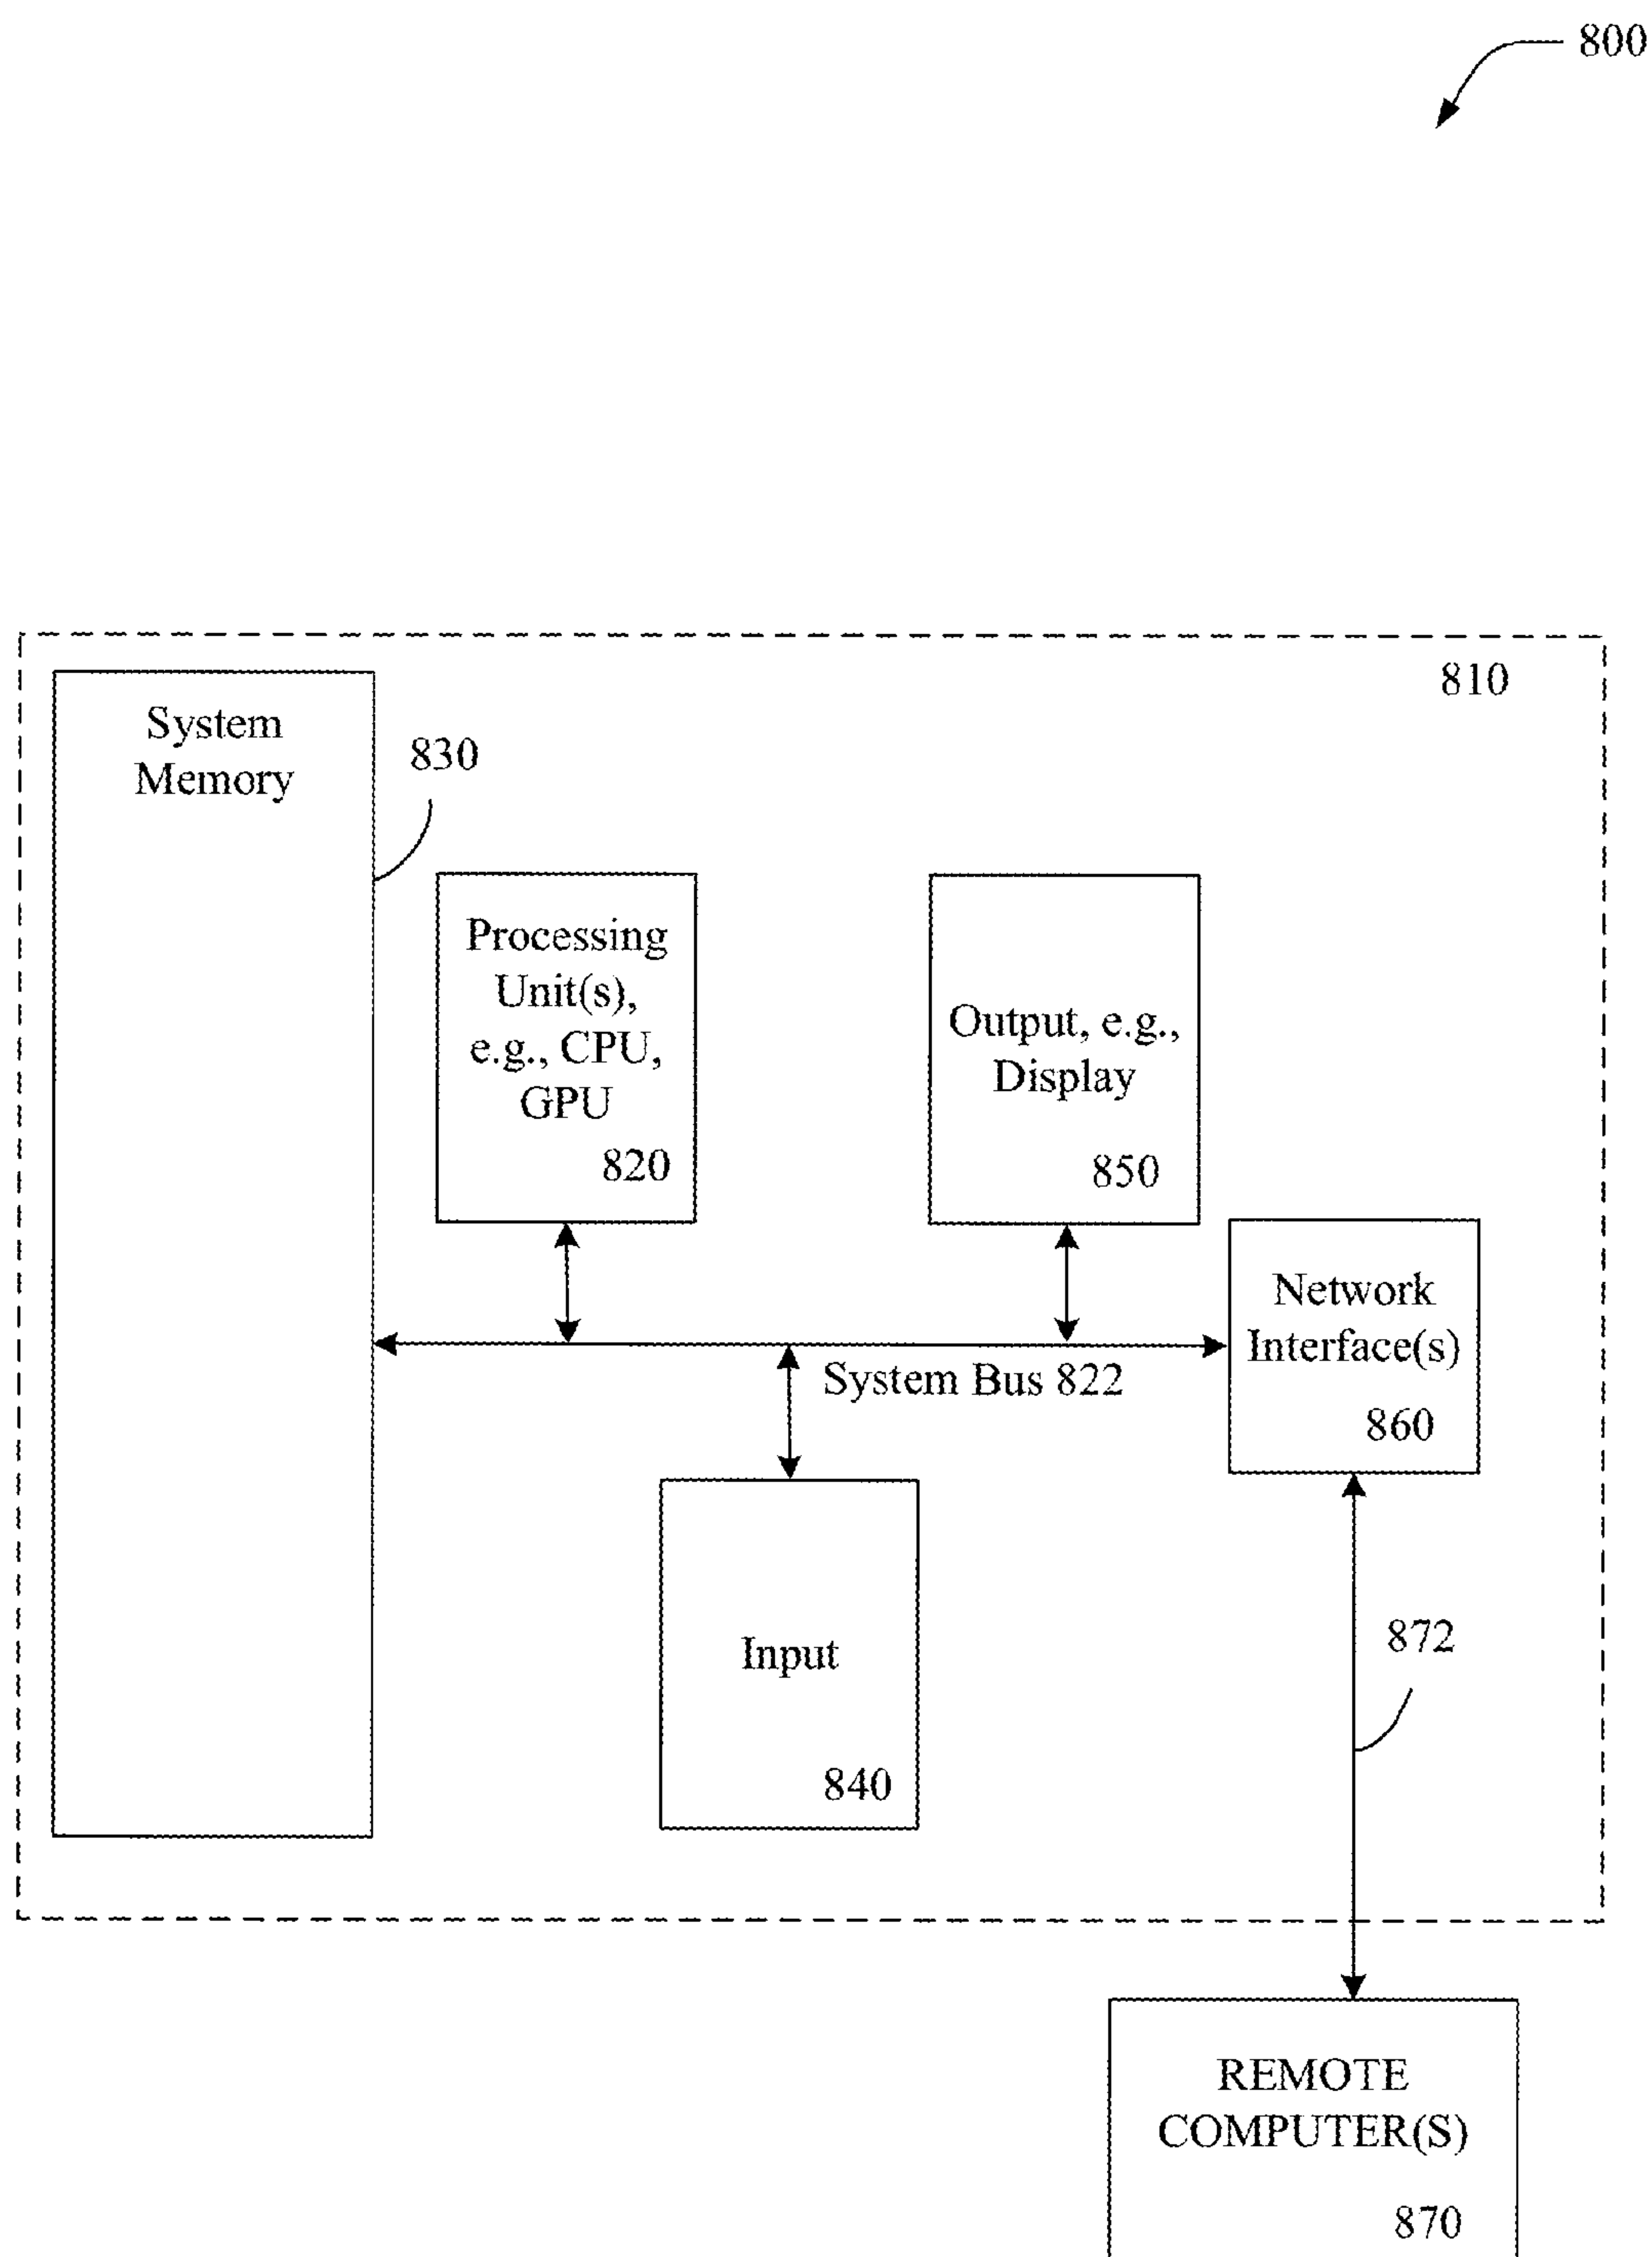 800
810
System
Memory
830
Processing
Unit(s),
e.g., CPU,
GPU
820
Output, e.g.,
Display
850
Network
Interface(s)
860
System Bus 822
Input
840
872
REMOTE
COMPUTER(S)
870